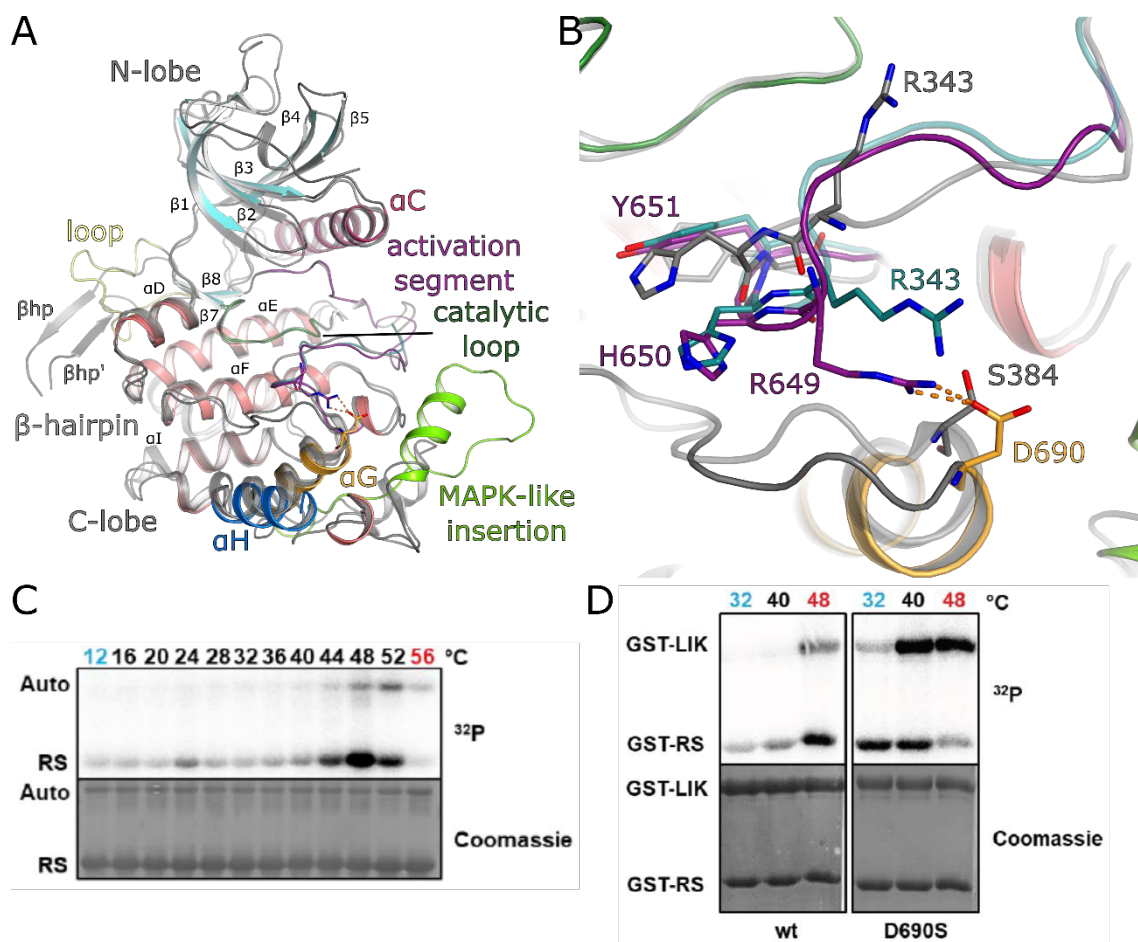 A
N-lobe
β4
β5
β3
β1
β2
αC
loop
activation
segment
β8
αD
βhp
β7
αE
catalytic
loop
βhp'
αF
β-hairpin
αI
αG
C-lobe
αH
MAPK-like
insertion
B
R343
Y651
R343
H650
R649
S384
D690
C
12 16 20 24 28 32 36 40 44 48 52 56 °C
Auto
32P
RS
Auto
Coomassie
RS
D
32 40 48 32 40 48 °C
GST-LIK
32P
GST-RS
GST-LIK
Coomassie
GST-RS
wt D690S